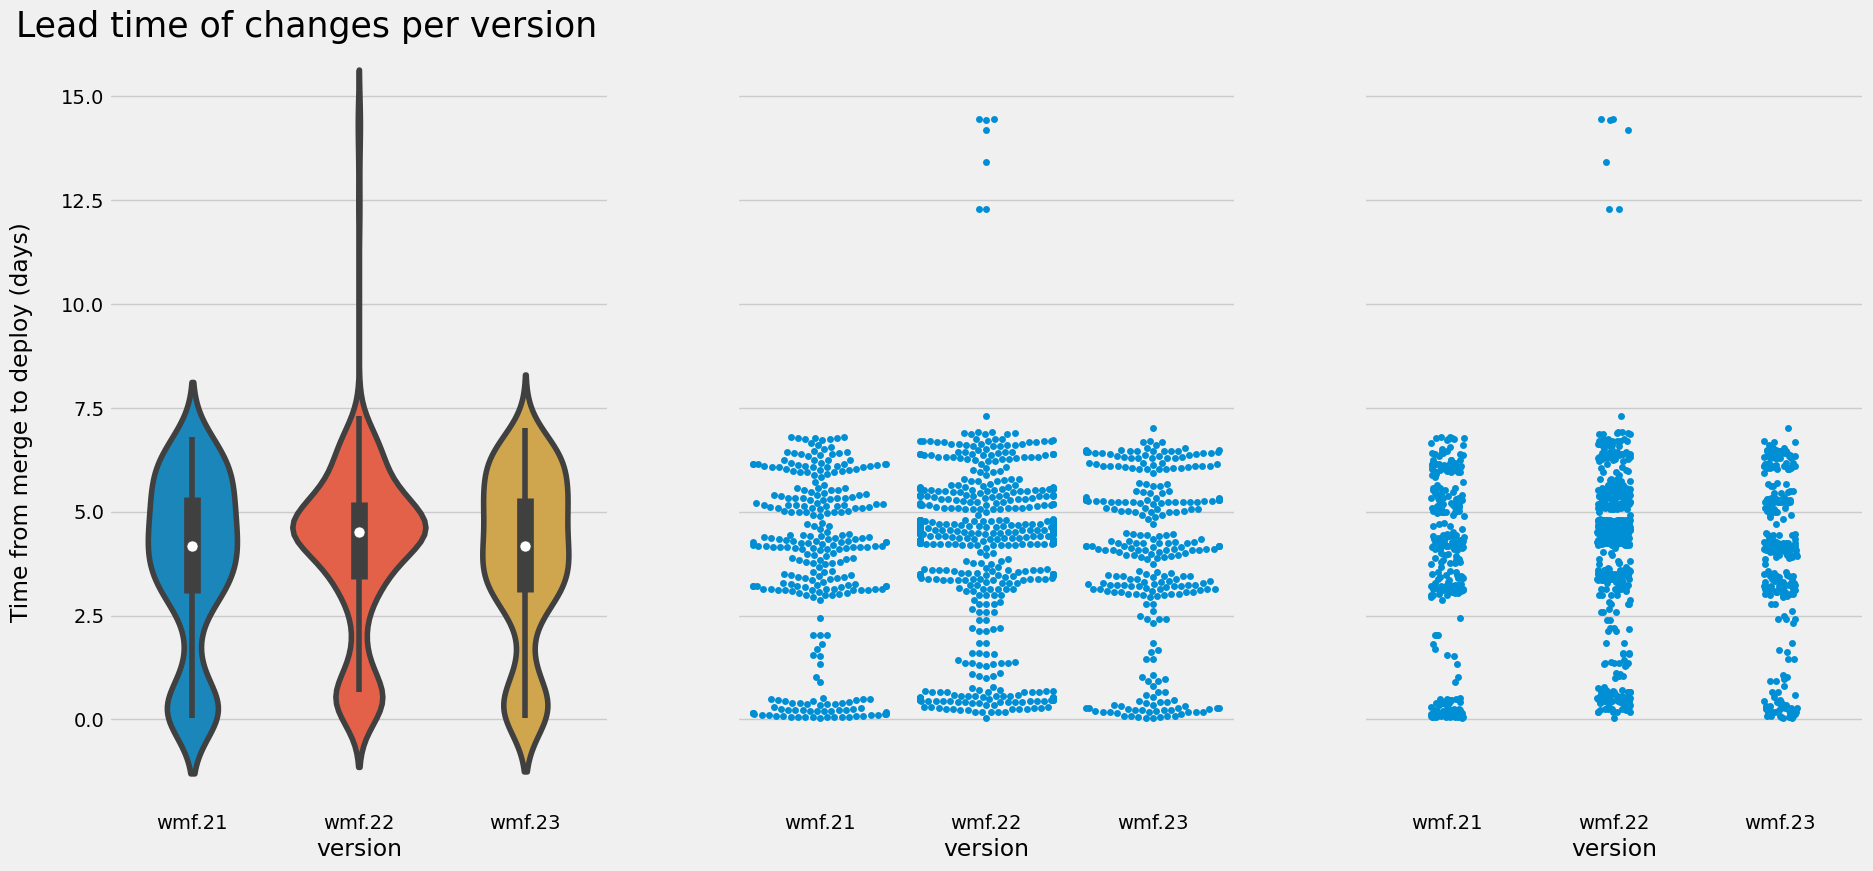 Lead time of changes per version
Time from merge to deploy (days)
15.0
12.5
10.0
7.5
5.0
2.5
0.0
wmf.21 wmf.22 wmf.23
version
wmf.21 wmf.22 wmf.23
version
wmf.21 wmf.22 wmf.23
version